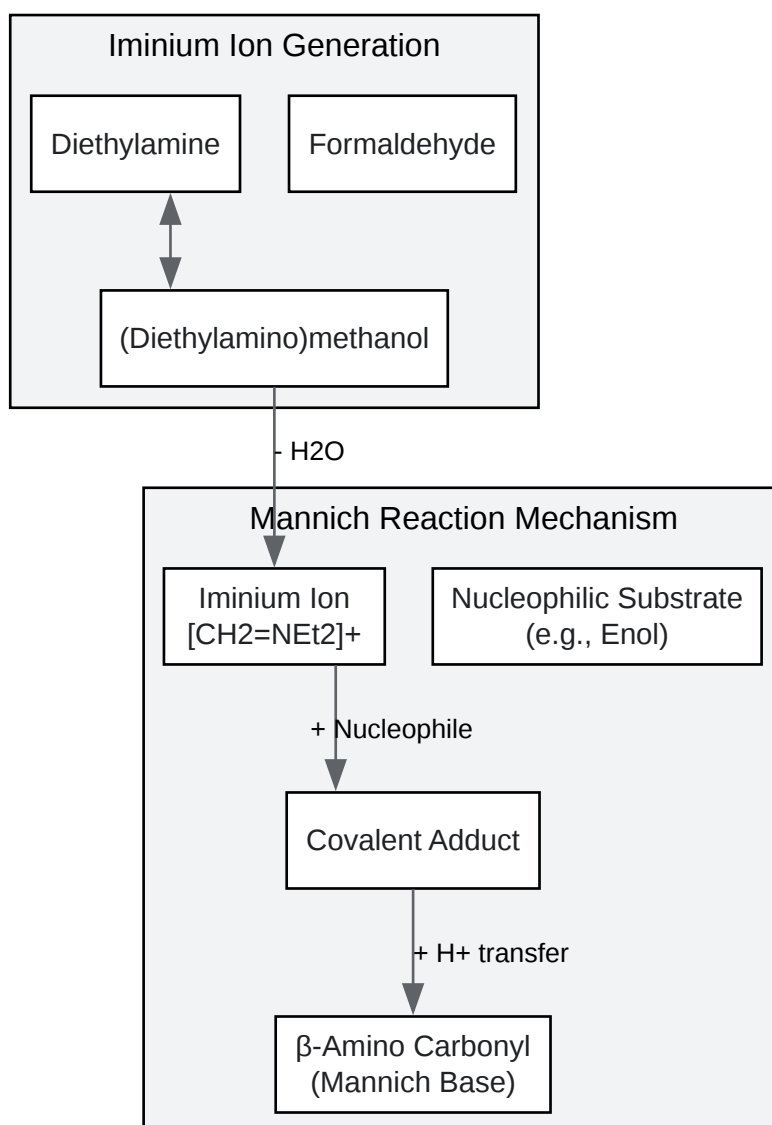 Iminium Ion Generation
Diethylamine
Formaldehyde
(Diethylamino)methanol
- H2O
Mannich Reaction Mechanism
Iminium Ion
[CH2=NEt2]+
Nucleophilic Substrate
(e.g., Enol)
+ Nucleophile
Covalent Adduct
+ H+ transfer
β-Amino Carbonyl
(Mannich Base)